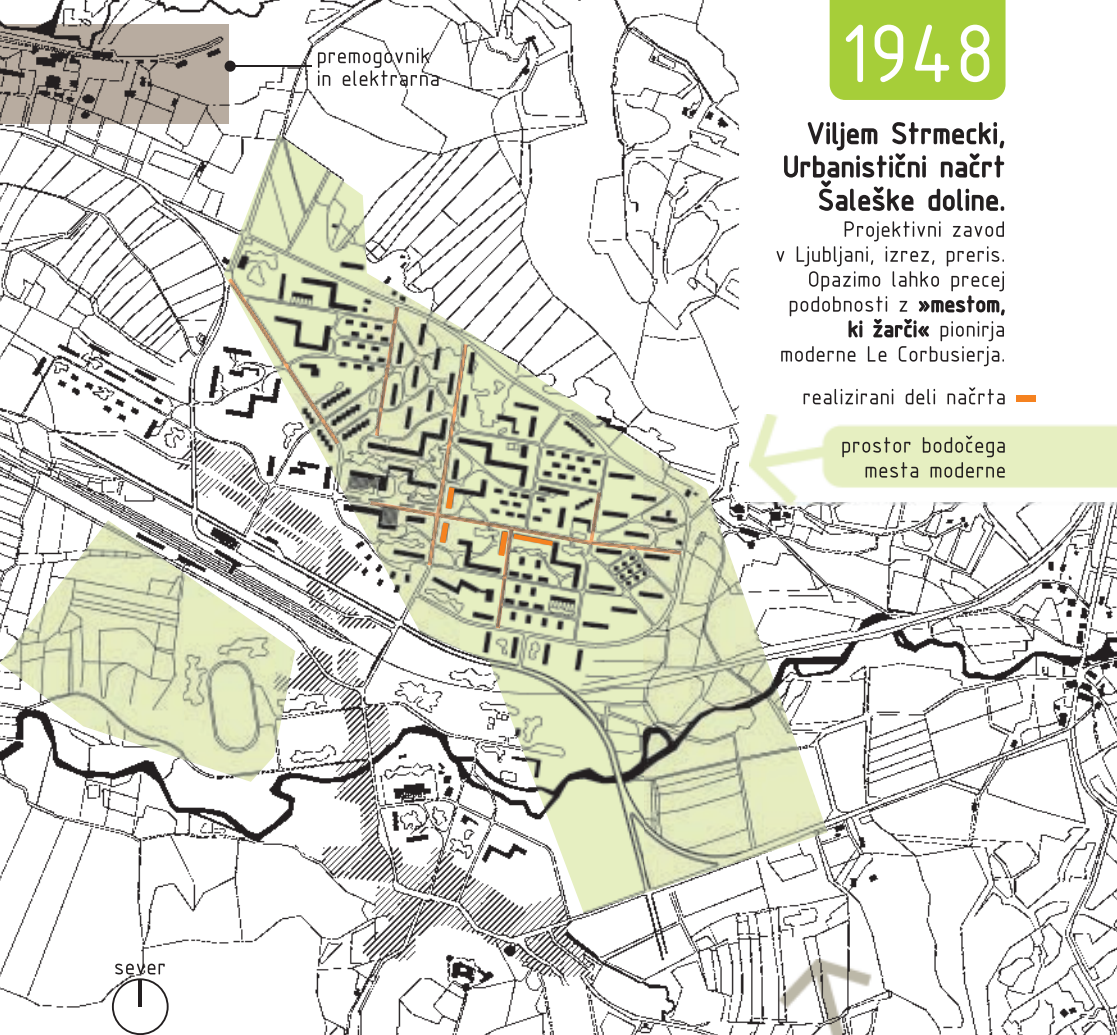 premogovnik
in elektrarna
1948
Viljem Strmecki,
Urbanistični načrt
Šaleške doline.
Projektivni zavod
v Ljubljani, izrez, preris.
Opazimo lahko precej
podobnosti z »mestom,
ki žarči« pionirja
moderne Le Corbusierja.
realizirani deli načrta
prostor bodočega
mesta moderne
sever